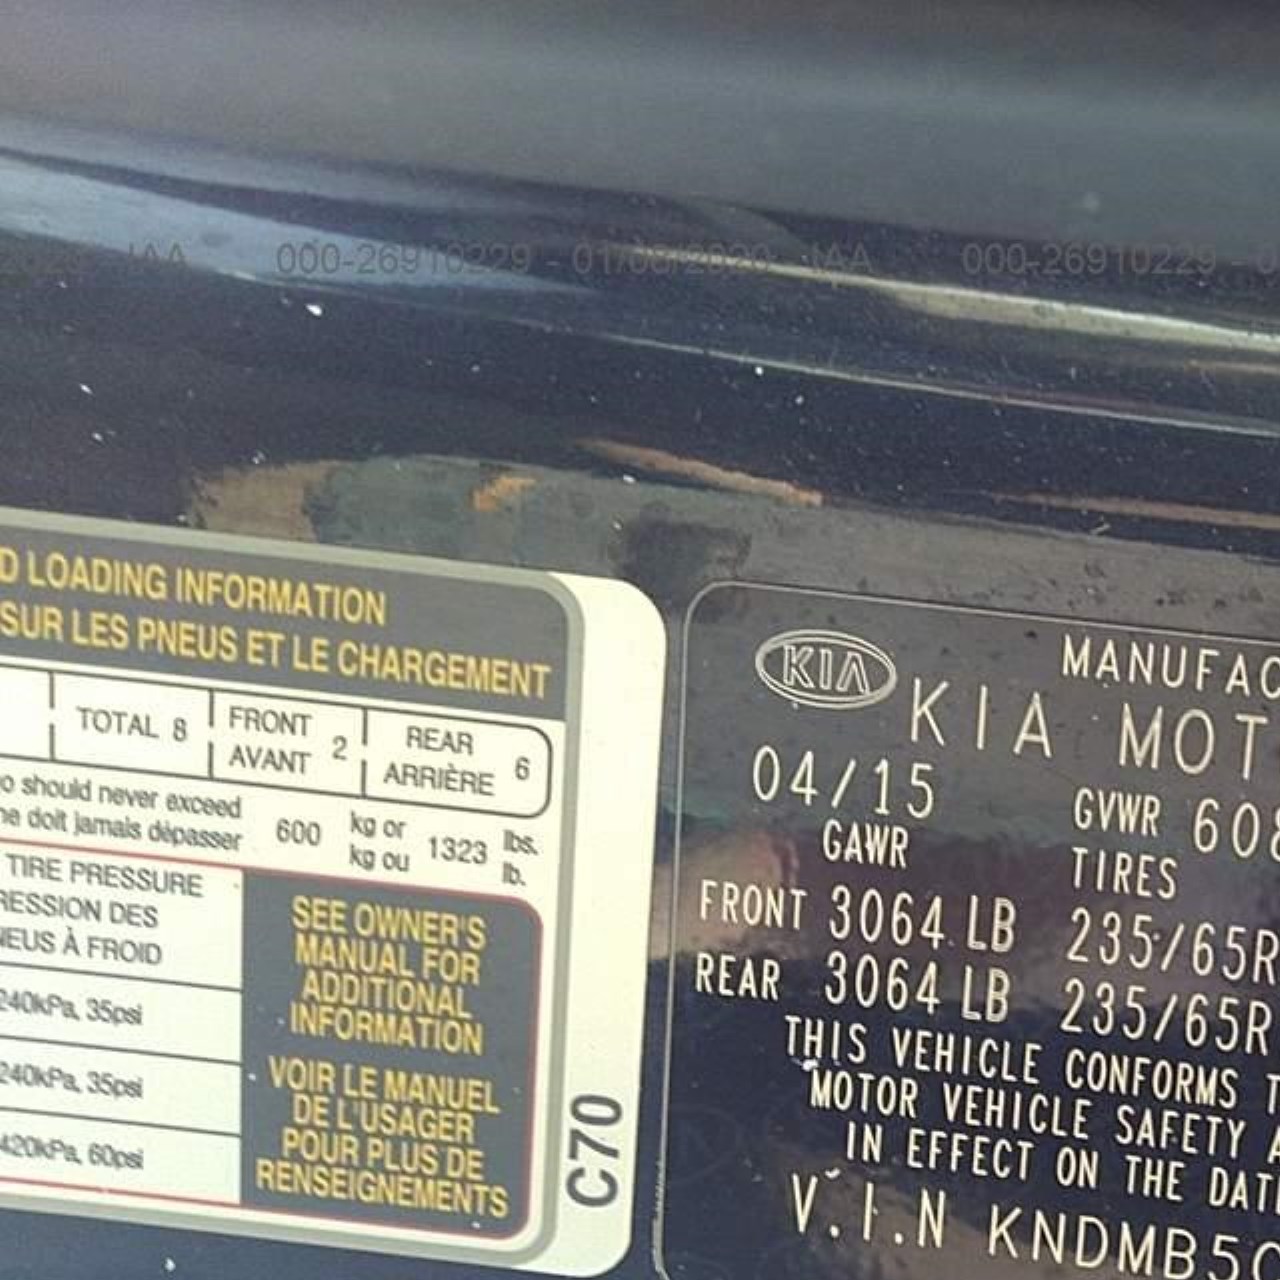 IAA 000-26910229 - 01/06/2020 IAA 000-26910229 -
D LOADING INFORMATION
SUR LES PNEUS ET LE CHARGEMENT
TOTAL 8 FRONT AVANT 2 REAR ARRIÈRE 6
o should never exceed
ne doit jamais dépasser
600 kg or kg ou 1323 lbs. lb.
TIRE PRESSURE
RESSION DES
NEUS À FROID
240kPa, 35psi
240kPa, 35psi
420kPa, 60psi
SEE OWNER'S
MANUAL FOR
ADDITIONAL
INFORMATION
VOIR LE MANUEL
DE L'USAGER
POUR PLUS DE
RENSEIGNEMENTS
C70
KIA
MANUFAC
KIA MOT
04/15 GVWR 608
GAWR TIRES
FRONT 3064 LB 235/65R
REAR 3064 LB 235/65R
THIS VEHICLE CONFORMS T
MOTOR VEHICLE SAFETY A
IN EFFECT ON THE DAT
V.I.N KNDMB5C